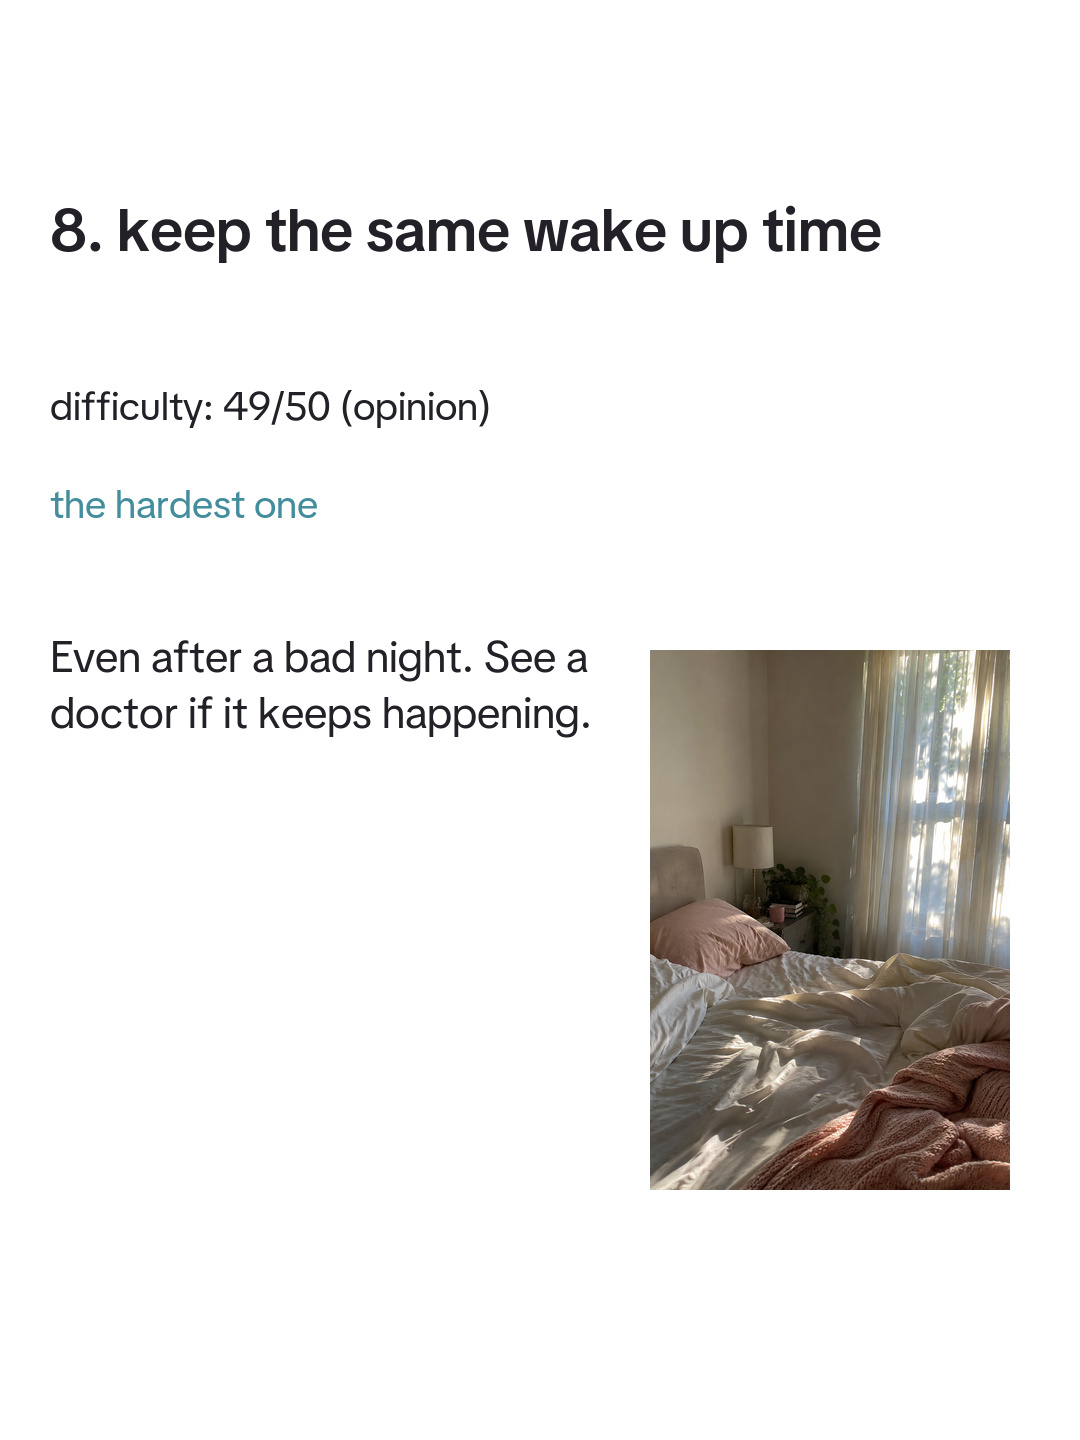 8. keep the same wake up time
difficulty: 49/50 (opinion)
the hardest one
Even after a bad night. See a
doctor if it keeps happening.